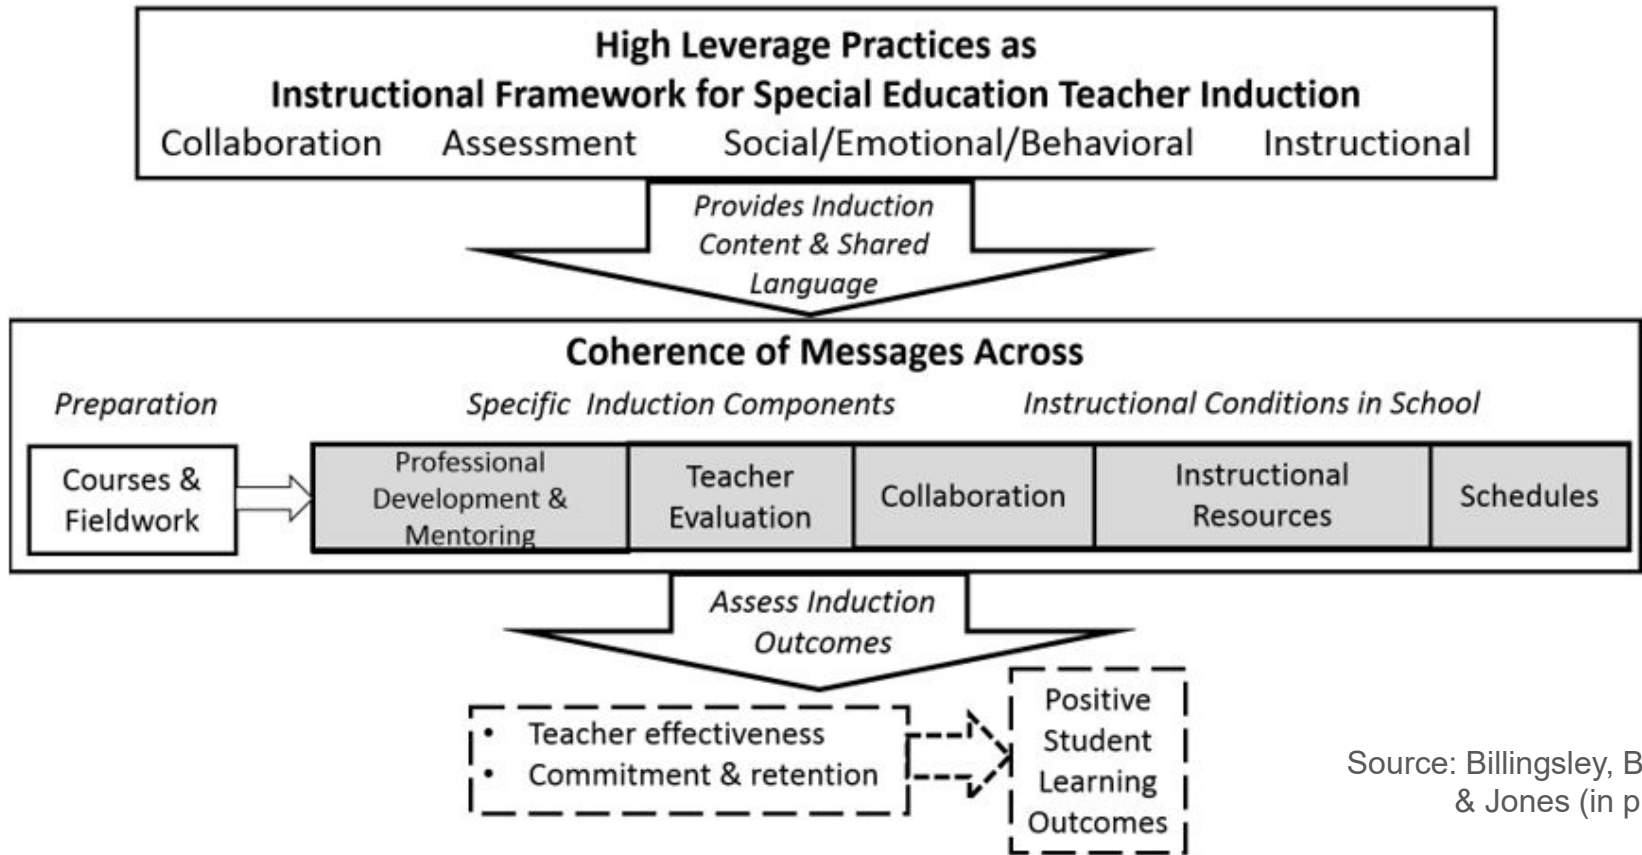 High Leverage Practices as
Instructional Framework for Special Education Teacher Induction
Collaboration Assessment Social/Emotional/Behavioral Instructional
Provides Induction
Content & Shared
Language
Coherence of Messages Across
Preparation Specific Induction Components Instructional Conditions in School
Courses &
Fieldwork
Professional
Development &
Mentoring
Teacher
Evaluation
Collaboration
Instructional
Resources
Schedules
Assess Induction
Outcomes
• Teacher effectiveness
• Commitment & retention
Positive
Student
Learning
Outcomes
Source: Billingsley, B
& Jones (in p